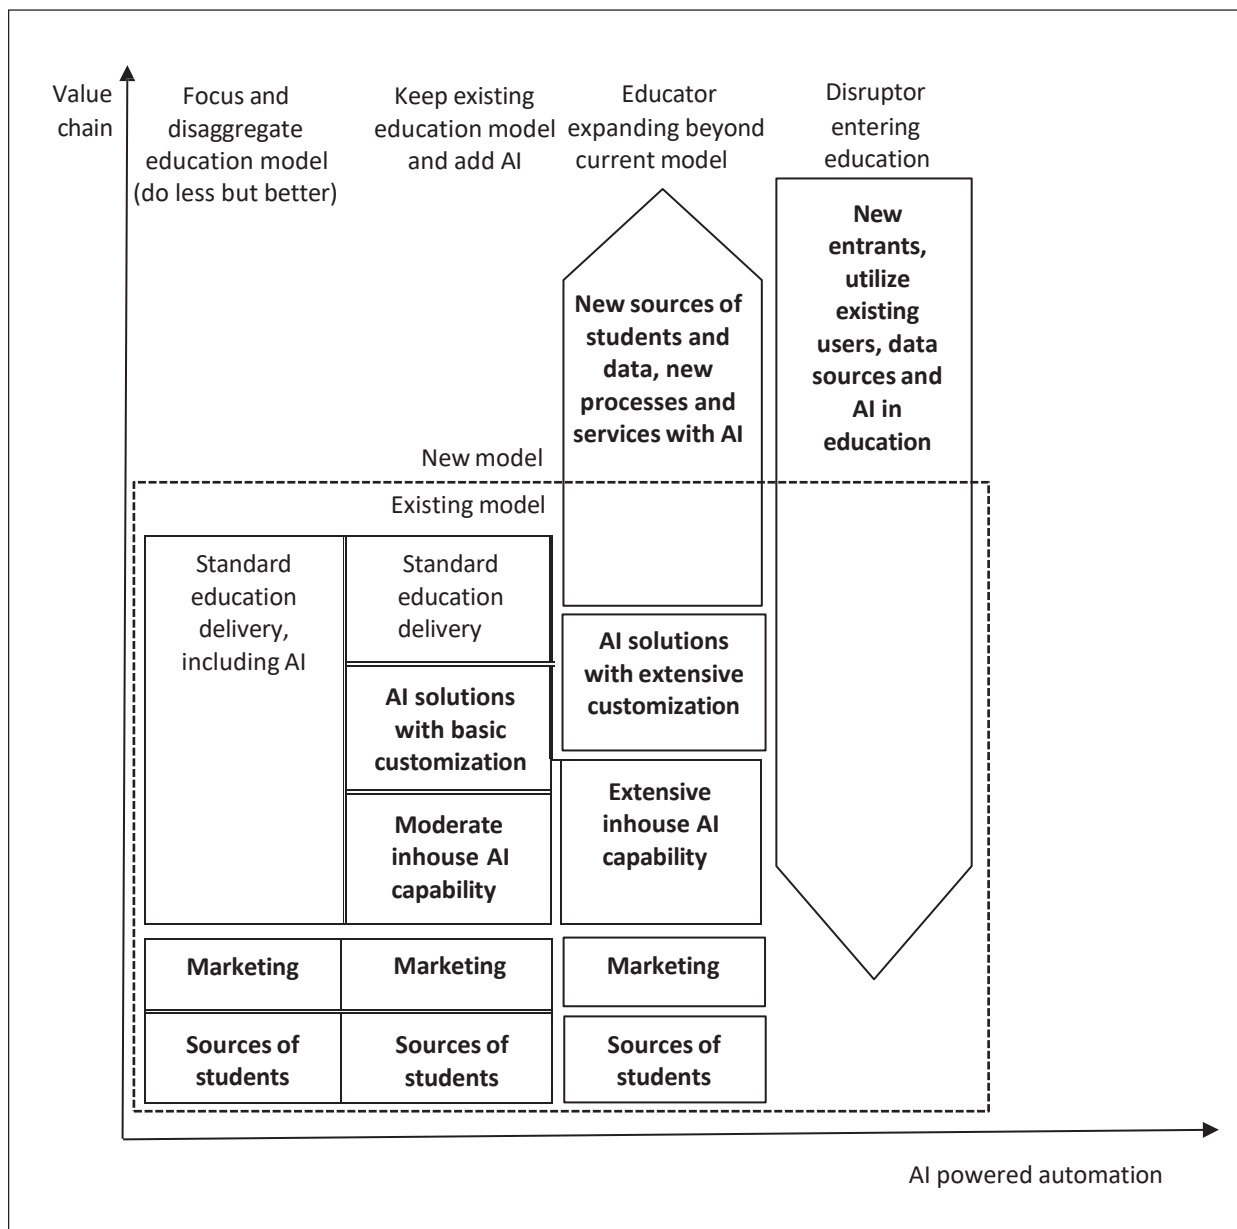 Value
chain
Focus and
disaggregate
education model
(do less but better)
Keep existing
education model
and add AI
Educator
expanding beyond
current model
Disruptor
entering
education
New
entrants,
utilize
existing
users, data
sources and
AI in
education
New sources of
students and
data, new
processes and
services with AI
New model
Existing model
Standard
education
delivery,
including AI
Standard
education
delivery
AI solutions
with basic
customization
Moderate
inhouse AI
capability
AI solutions
with extensive
customization
Extensive
inhouse AI
capability
Marketing
Marketing
Marketing
Sources of
students
Sources of
students
Sources of
students
AI powered automation